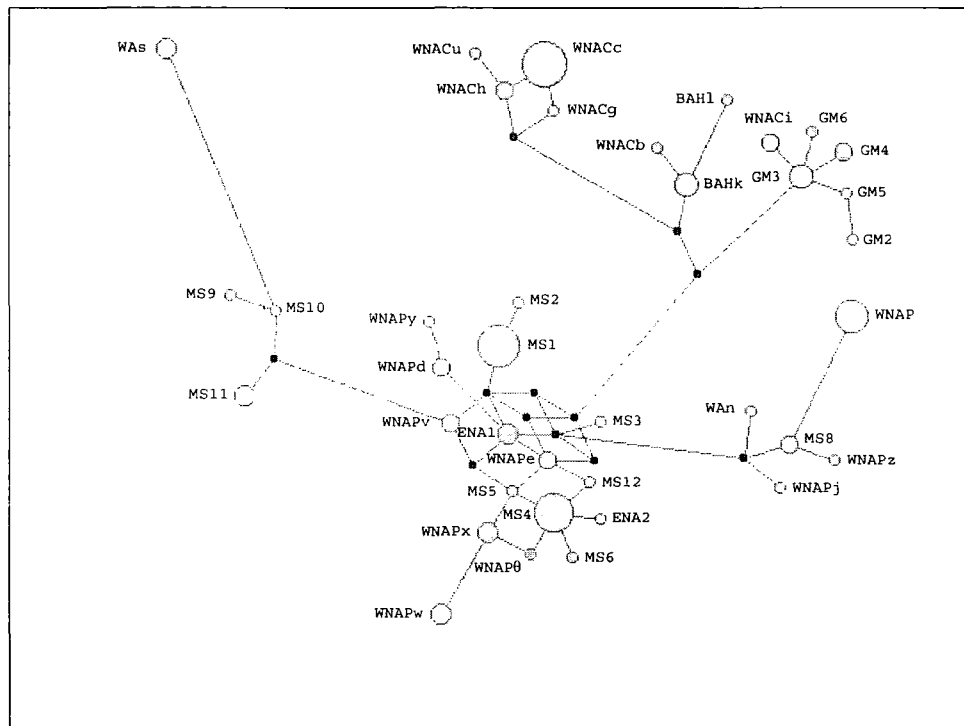 WAs
WNACu
WNACc
WNACh
WNACg
BAHl
WNACb
BAHk
WNACi
GM6
GM4
GM3
GM5
GM2
MS9
MS10
MS11
WNAPy
MS2
WNAPd
MS1
WNAP
WNAPv
ENA1
MS3
WAn
WNAPe
MS8
WNAPz
MS12
WNAPj
MS5
MS4
ENA2
WNAPx
WNAPθ
MS6
WNAPw